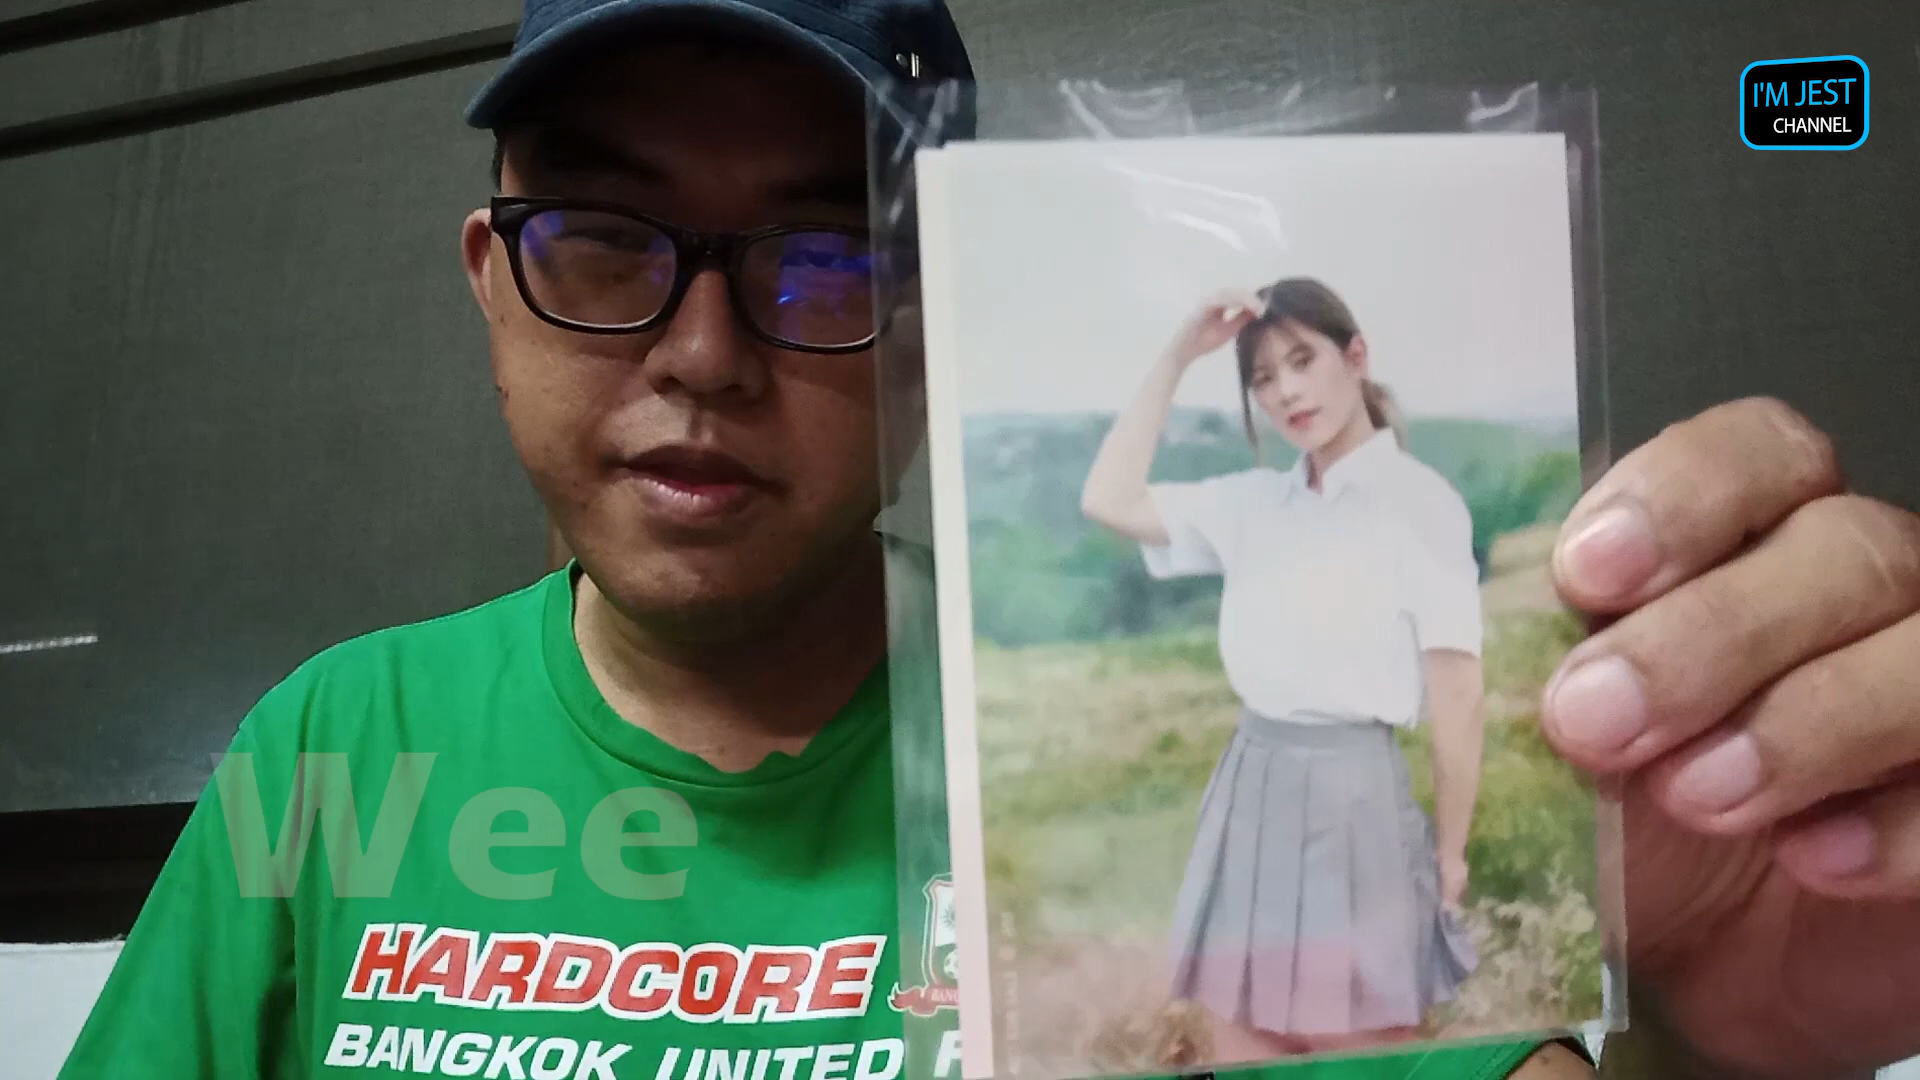 I'M JEST
CHANNEL
Wee
HARDCORE
BANGKOK UNITED F